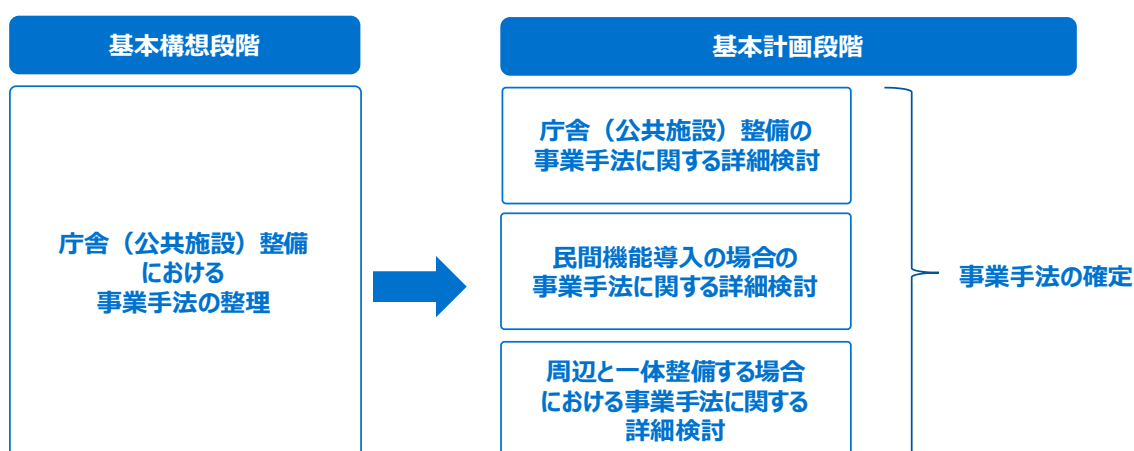 基本構想段階
基本計画段階
庁舎（公共施設）整備
における
事業手法の整理
庁舎（公共施設）整備の
事業手法に関する詳細検討
民間機能導入の場合の
事業手法に関する詳細検討
周辺と一体整備する場合
における事業手法に関する
詳細検討
事業手法の確定